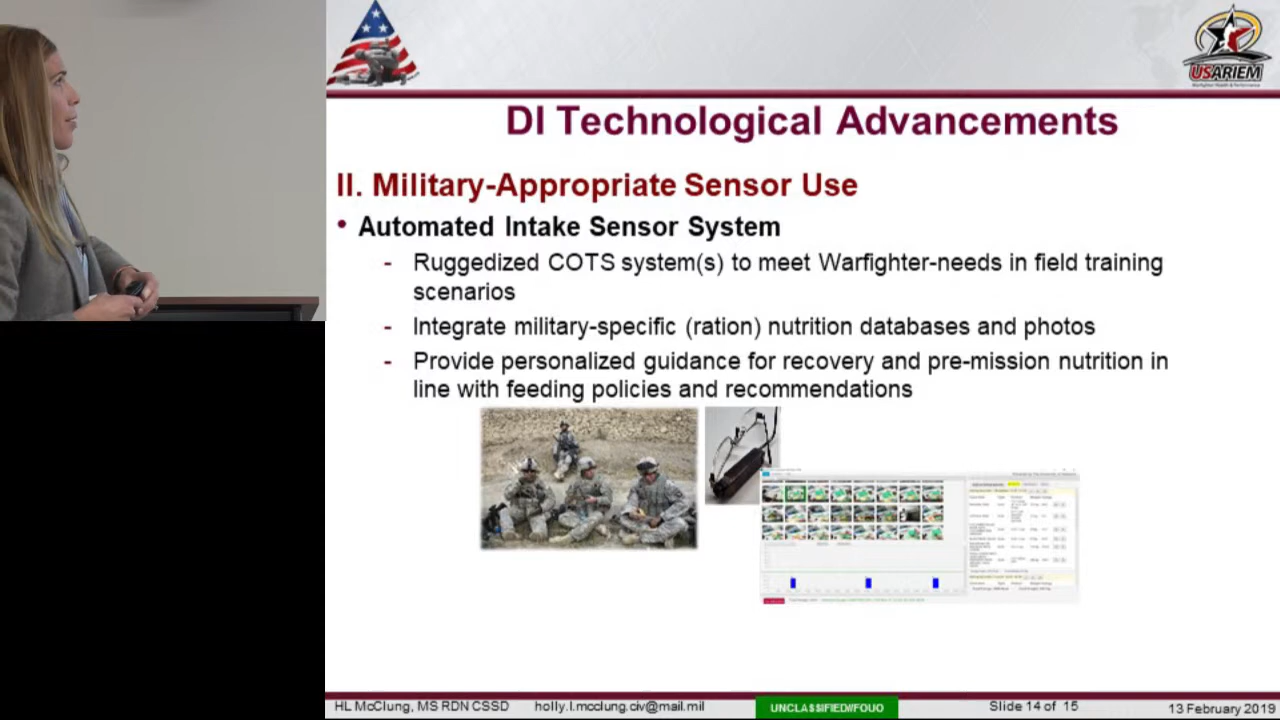 USARIEM
Warfighter Health & Performance
DI Technological Advancements
II. Military-Appropriate Sensor Use
• Automated Intake Sensor System
- Ruggedized COTS system(s) to meet Warfighter-needs in field training
scenarios
- Integrate military-specific (ration) nutrition databases and photos
- Provide personalized guidance for recovery and pre-mission nutrition in
line with feeding policies and recommendations
HL McClung, MS RDN CSSD holly.l.mcclung.civ@mail.mil UNCLASSIFIED//FOUO Slide 14 of 15 13 February 2019